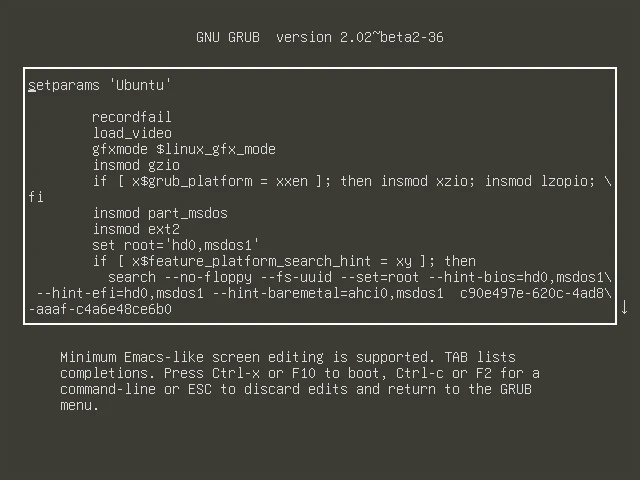 GNU GRUB  version 2.02~beta2-36
setparams 'Ubuntu'
recordfail
load_video
gfxmode $linux_gfx_mode
insmod gzio
if [ x$grub_platform = xxen ]; then insmod xzio; insmod lzopio; \
fi
insmod part_msdos
insmod ext2
set root='hd0,msdos1'
if [ x$feature_platform_search_hint = xy ]; then
search --no-floppy --fs-uuid --set=root --hint-bios=hd0,msdos1\
--hint-efi=hd0,msdos1 --hint-baremetal=ahci0,msdos1  c90e497e-620c-4ad8\
-aaaf-c4a6e48ce6b0
↓
Minimum Emacs-like screen editing is supported. TAB lists
completions. Press Ctrl-x or F10 to boot, Ctrl-c or F2 for a
command-line or ESC to discard edits and return to the GRUB
menu.